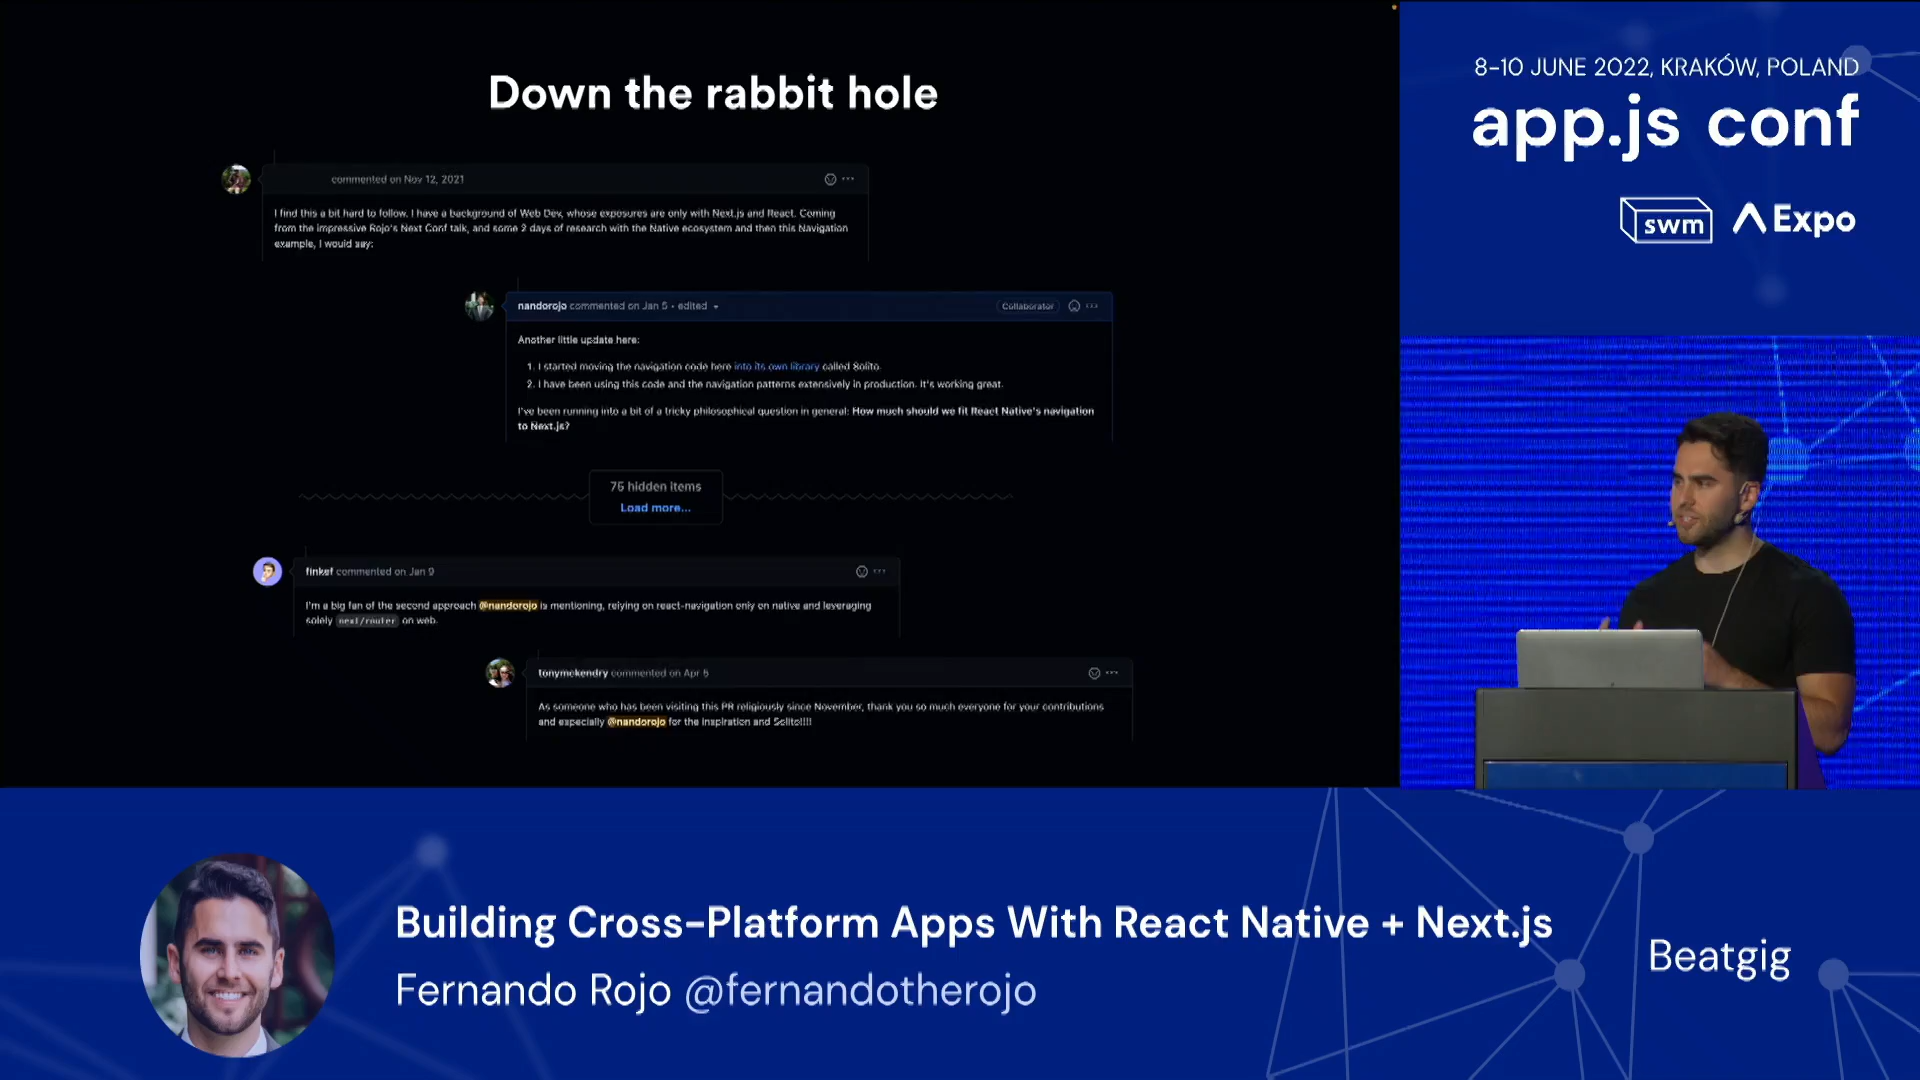 Down the rabbit hole
commented on Nov 12, 2021
I find this a bit hard to follow. I have a background of Web Dev, whose exposures are only with Next.js and React. Coming
from the impressive Rojo's Next Conf talk, and some 2 days of research with the Native ecosystem and then this Navigation
example, I would say:
nandorojo commented on Jan 5 • edited
Collaborator
Another little update here:
1. I started moving the navigation code here into its own library called Solito.
2. I have been using this code and the navigation patterns extensively in production. It's working great.
I've been running into a bit of a tricky philosophical question in general: How much should we fit React Native's navigation
to Next.js?
75 hidden items
Load more...
finkef commented on Jan 9
I'm a big fan of the second approach @nandorojo is mentioning, relying on react-navigation only on native and leveraging
solely next/router on web.
tonymckendry commented on Apr 5
As someone who has been visiting this PR religiously since November, thank you so much everyone for your contributions
and especially @nandorojo for the inspiration and Solito!!!!
8-10 JUNE 2022, KRAKÓW, POLAND
app.js conf
swm Expo
Building Cross-Platform Apps With React Native + Next.js
Fernando Rojo @fernandotherojo
Beatgig